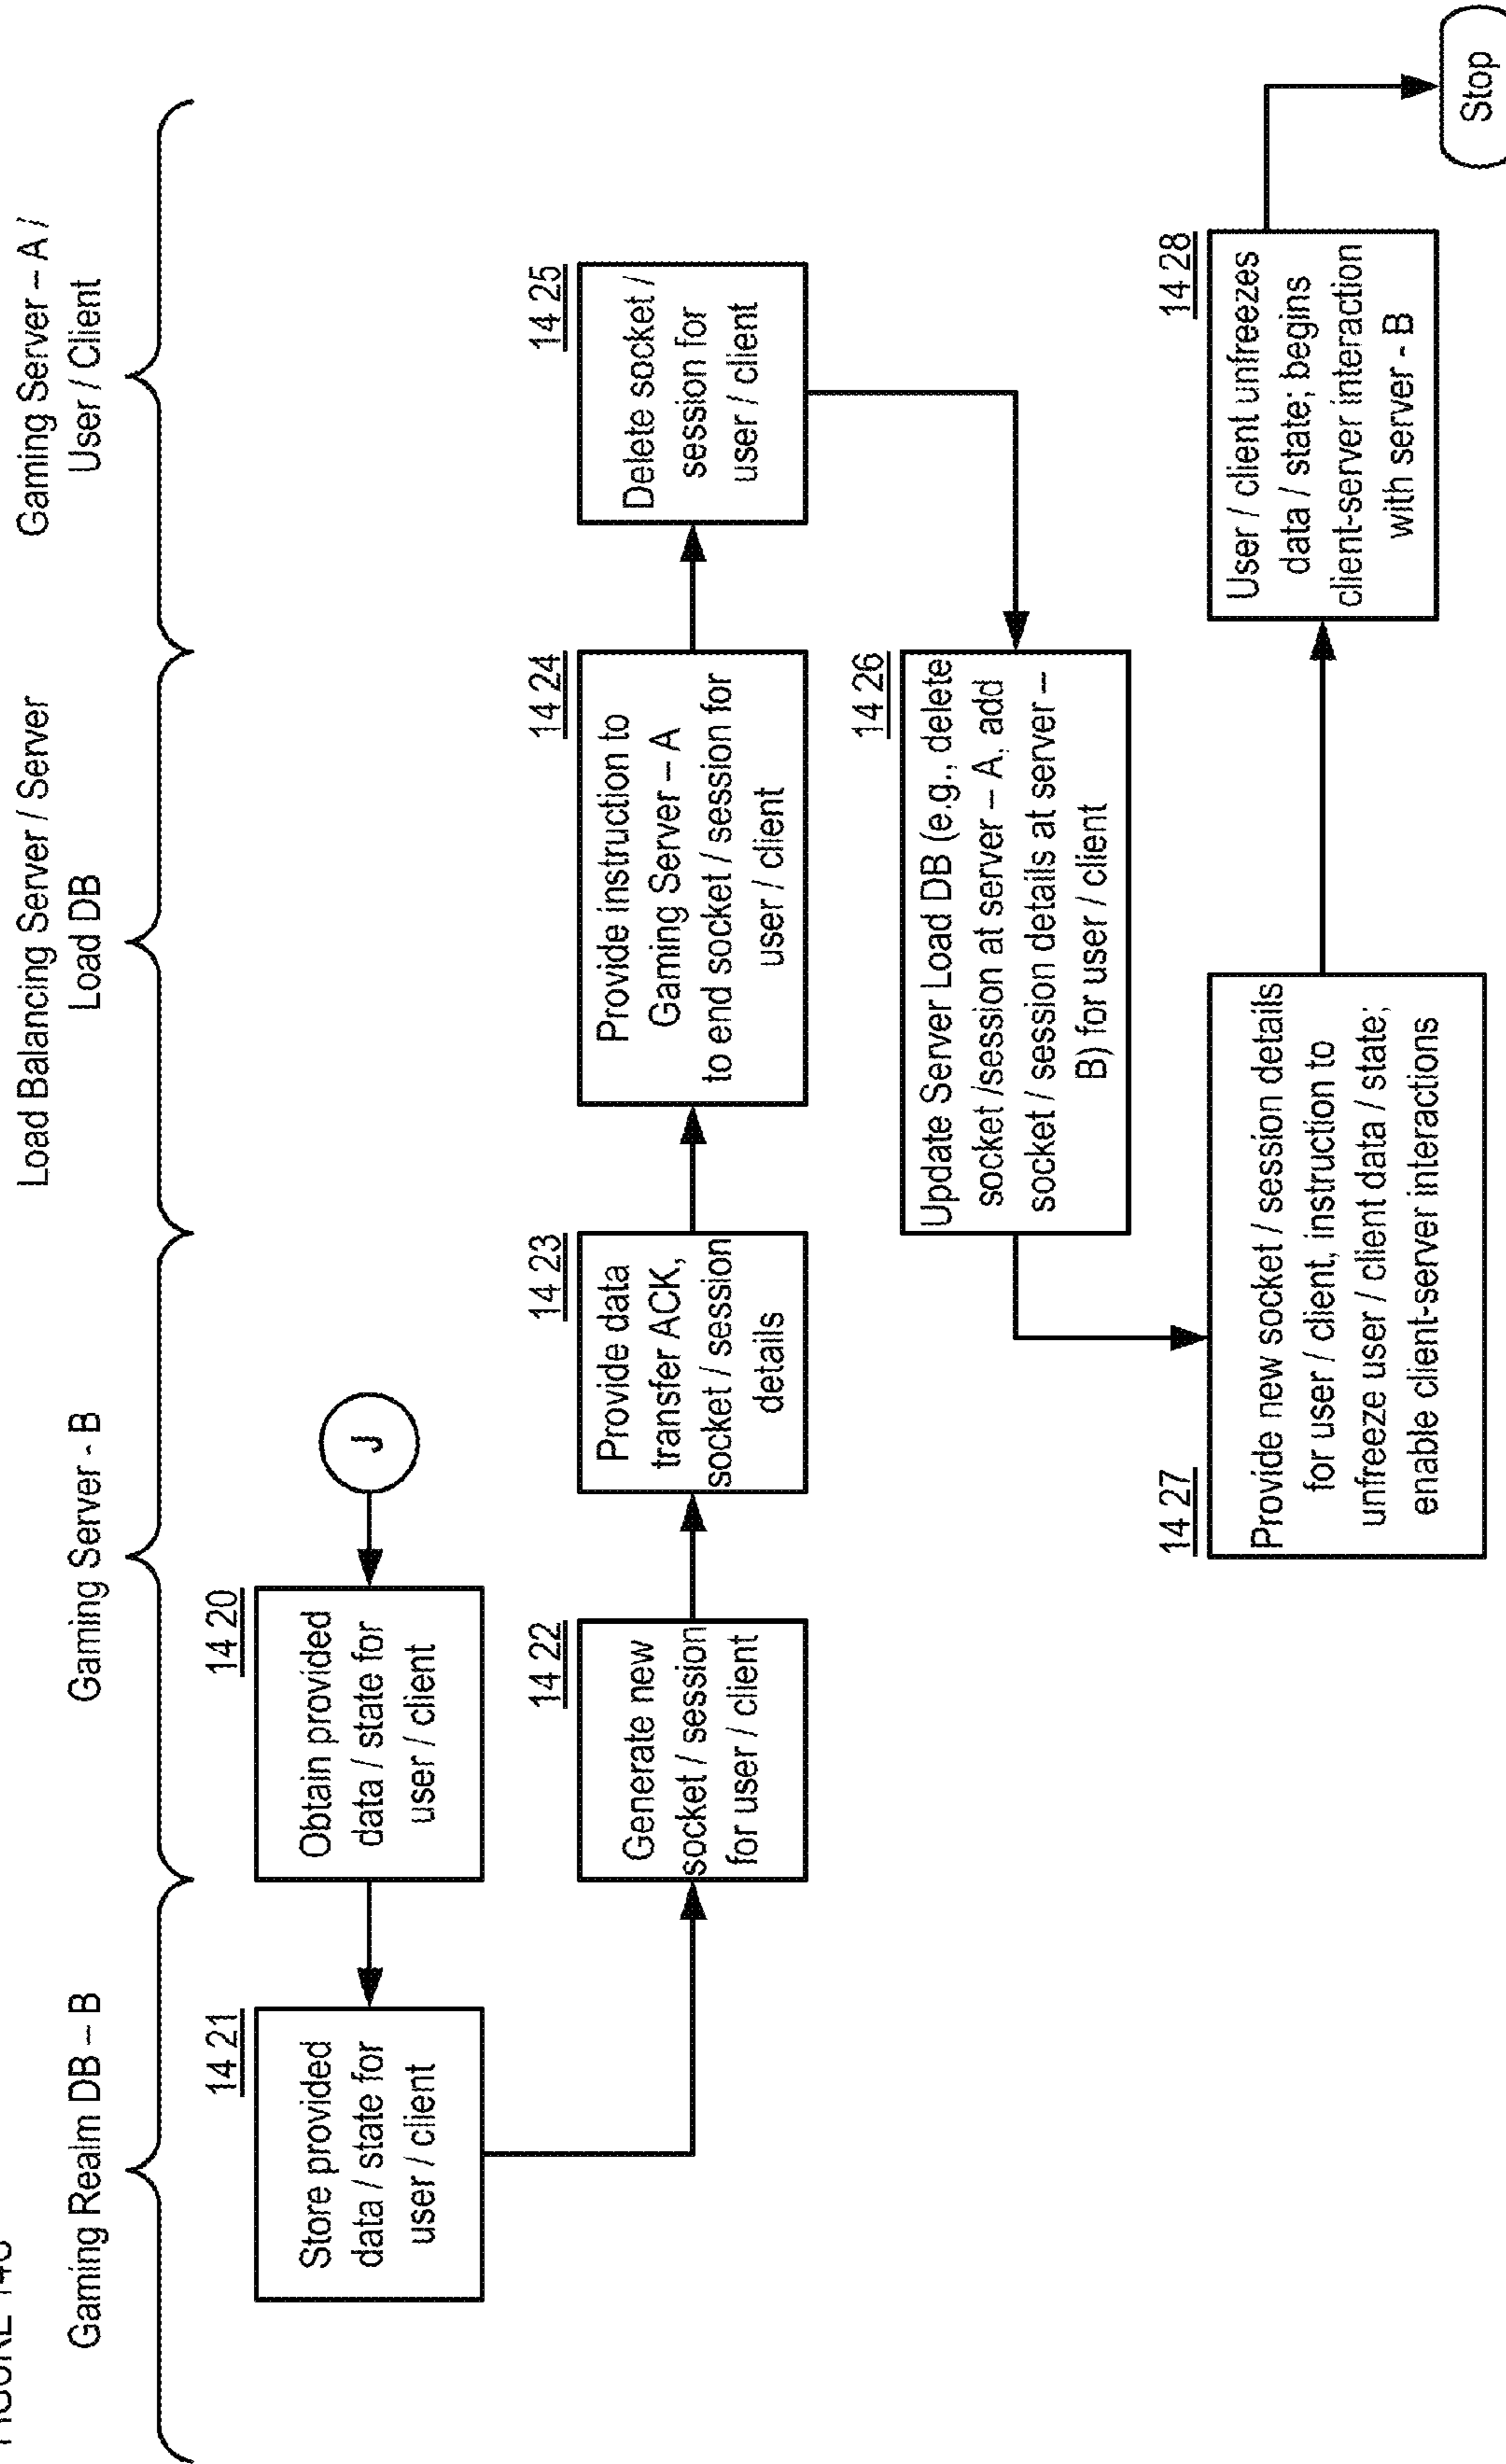 Gaming Realm DB – B
Gaming Server - B
Load Balancing Server / Server
Load DB
Gaming Server – A /
User / Client
J
14 20
Obtain provided
data / state for
user / client
14 21
Store provided
data / state for
user / client
14 22
Generate new
socket / session
for user / client
14 23
Provide data
transfer ACK,
socket / session
details
14 24
Provide instruction to
Gaming Server – A
to end socket / session for
user / client
14 25
Delete socket /
session for
user / client
14 26
Update Server Load DB (e.g., delete
socket /session at server – A, add
socket / session details at server –
B) for user / client
14 27
Provide new socket / session details
for user / client, instruction to
unfreeze user / client data / state;
enable client-server interactions
14 28
User / client unfreezes
data / state; begins
client-server interaction
with server - B
Stop